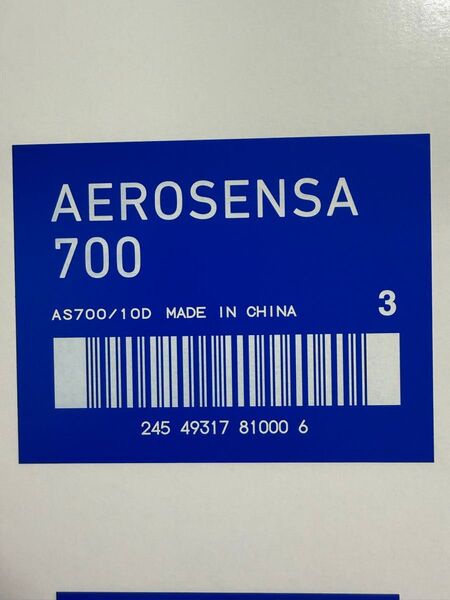 AEROSENSA
700
AS700/10D MADE IN CHINA 3
245 49317 81000 6